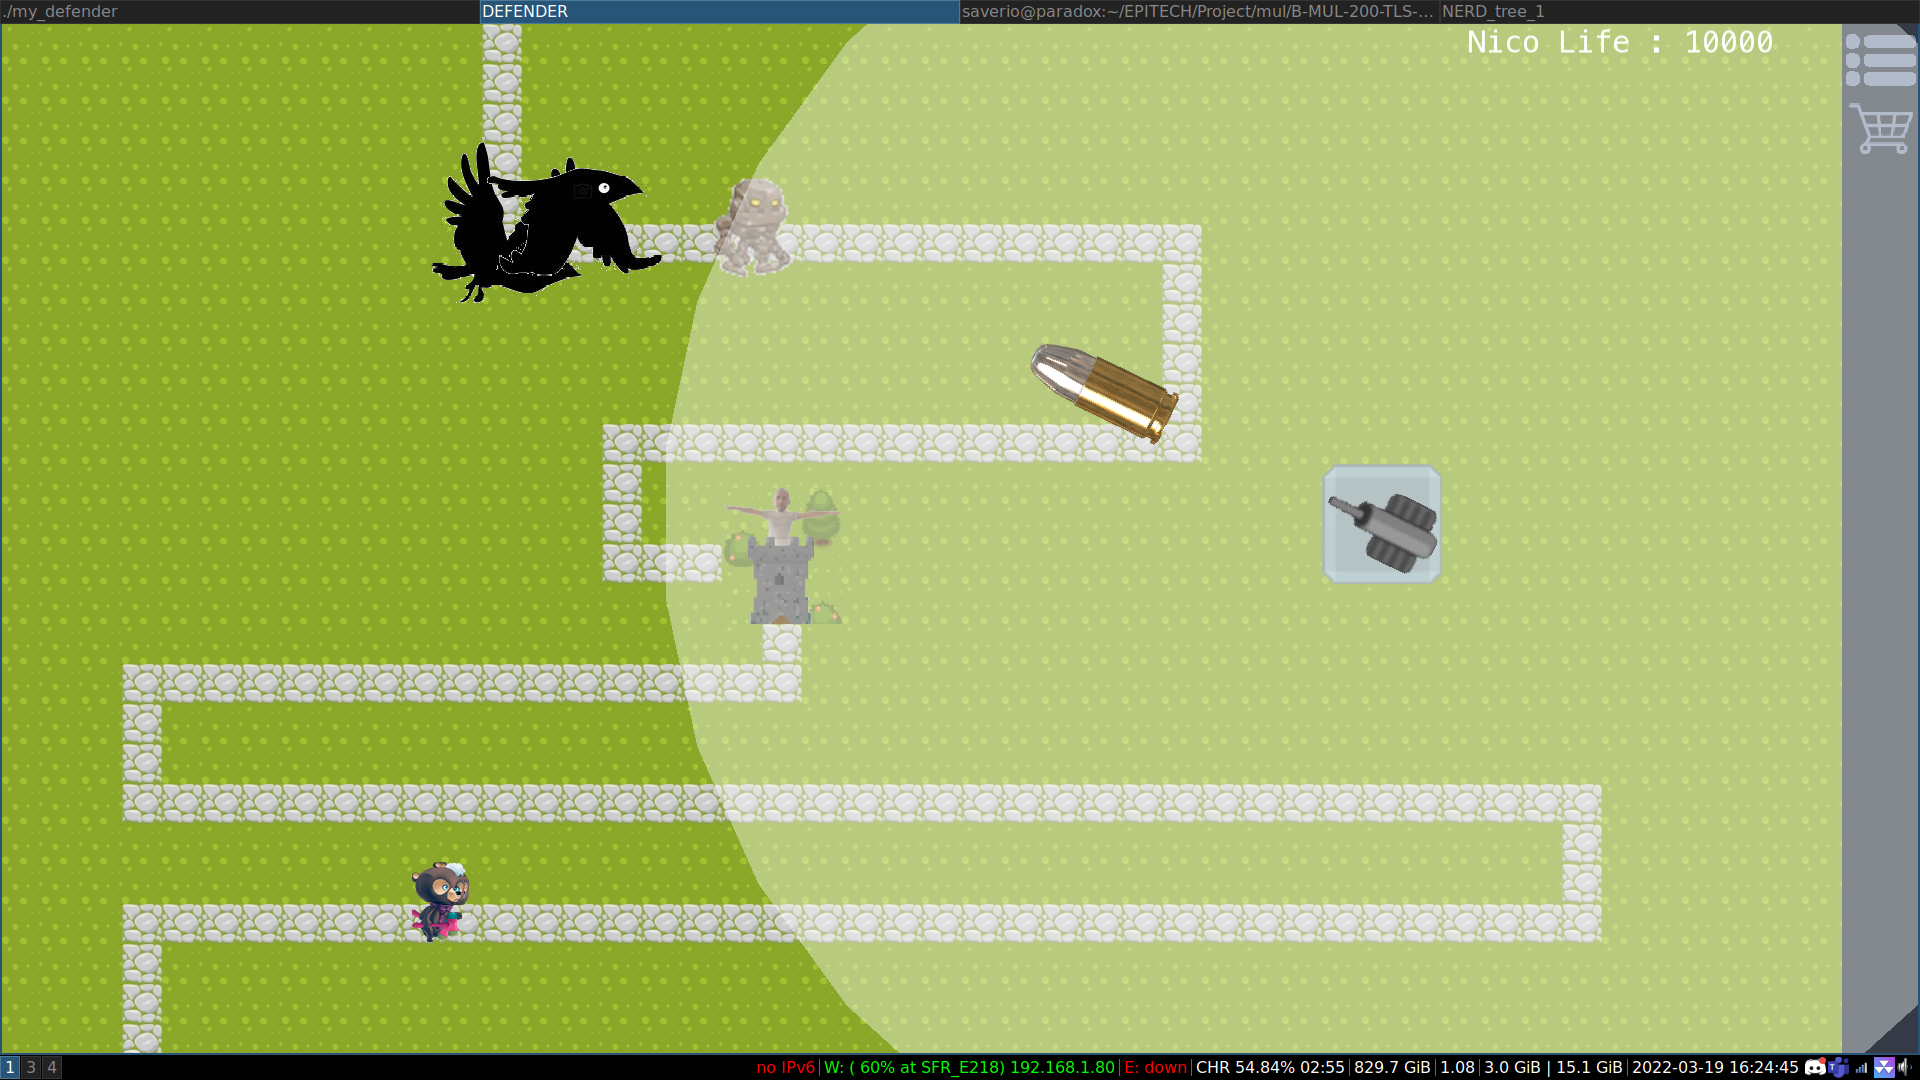 ./my_defender
DEFENDER
saverio@paradox:~/EPITECH/Project/mul/B-MUL-200-TLS-...
NERD_tree_1
Nico Life : 10000
1 3 4
no IPv6|W: ( 60% at SFR_E218) 192.168.1.80|E: down|CHR 54.84% 02:55|829.7 GiB|1.08|3.0 GiB | 15.1 GiB|2022-03-19 16:24:45